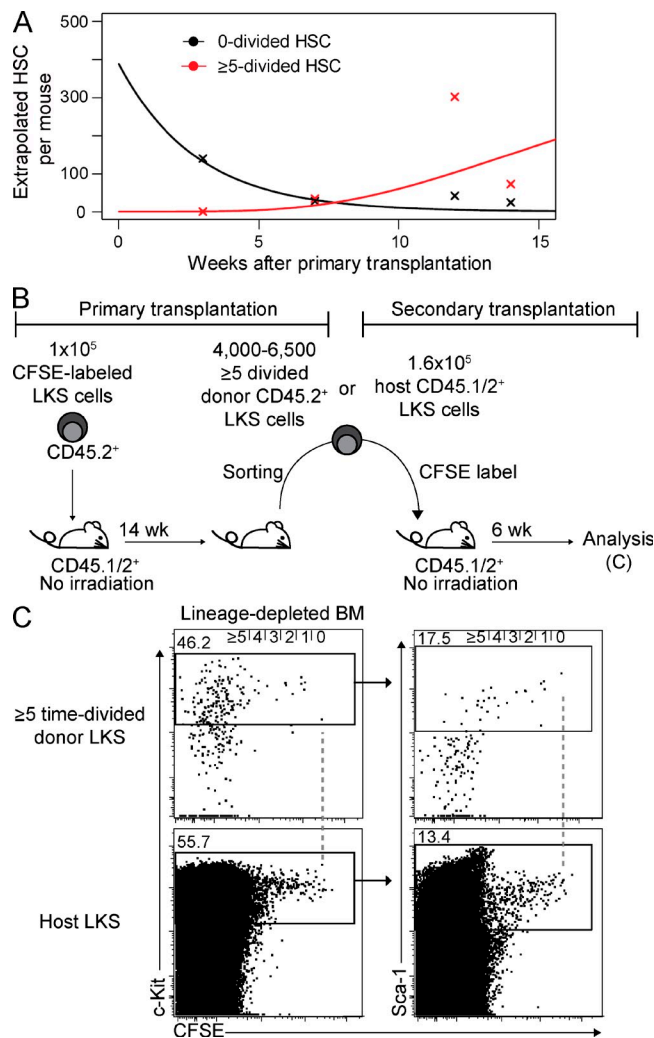 A
500
300
100
0
Extrapolated HSC
per mouse
0-divided HSC
≥5-divided HSC
0 5 10 15
Weeks after primary transplantation
B
Primary transplantation
Secondary transplantation
1x10⁵
CFSE-labeled
LKS cells
CD45.2⁺
4,000-6,500
≥5 divided
donor CD45.2⁺
LKS cells
or
1.6x10⁵
host CD45.1/2⁺
LKS cells
Sorting
CFSE label
14 wk
6 wk
Analysis
(C)
CD45.1/2⁺
No irradiation
CD45.1/2⁺
No irradiation
C
Lineage-depleted BM
≥5 4 3 2 1 0
46.2
≥5 4 3 2 1 0
17.5
≥5 time-divided
donor LKS
55.7
13.4
Host LKS
c-Kit
Sca-1
CFSE